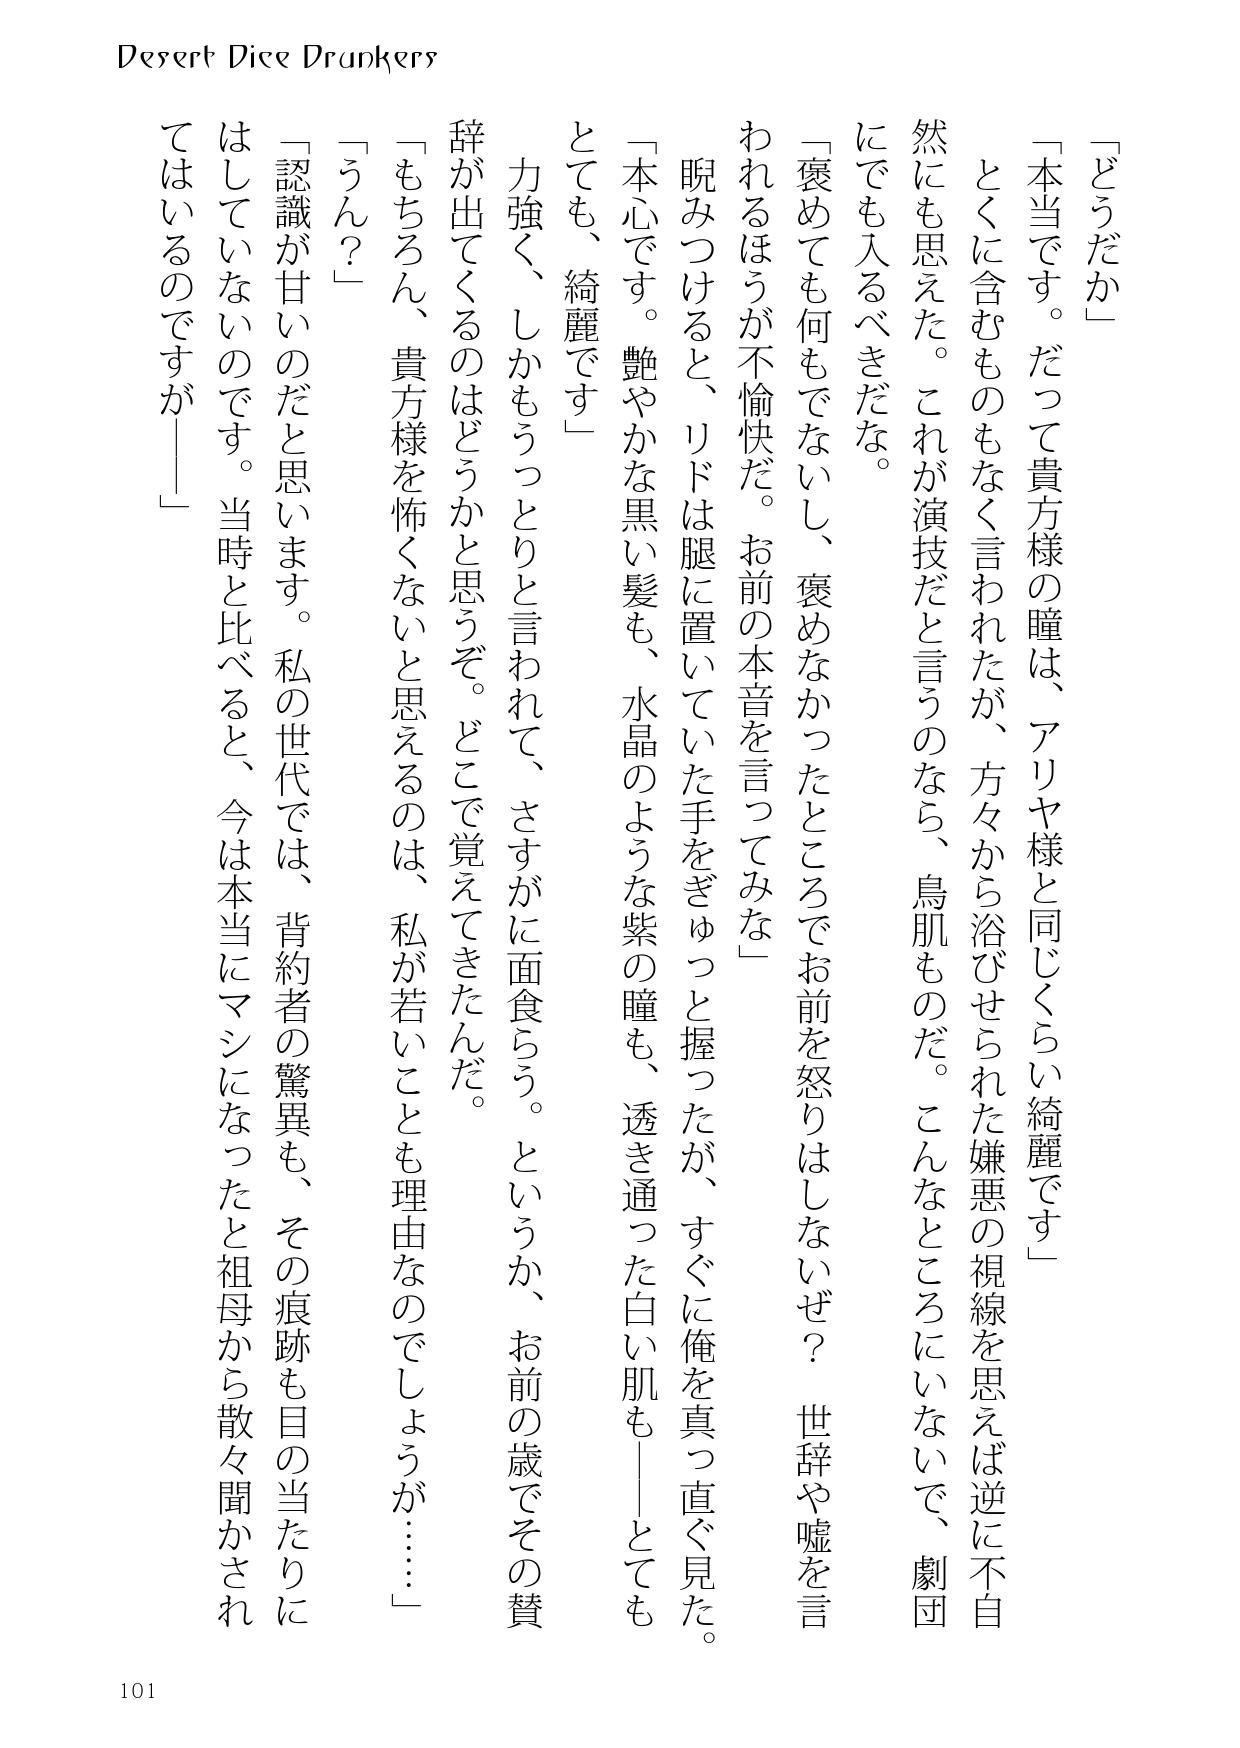 Desert Dice Drunkers
「どうだか」
「本当です。だって貴方様の瞳は、アリヤ様と同じくらい綺麗です」
　とくに含むものもなく言われたが、方々から浴びせられた嫌悪の視線を思えば逆に不自
然にも思えた。これが演技だと言うのなら、鳥肌ものだ。こんなところにいないで、劇団
にでも入るべきだな。
「褒めても何もでないし、褒めなかったところでお前を怒りはしないぜ？　世辞や嘘を言
われるほうが不愉快だ。お前の本音を言ってみな」
　睨みつけると、リドは腿に置いていた手をぎゅっと握ったが、すぐに俺を真っ直ぐ見た。
「本心です。艶やかな黒い髪も、水晶のような紫の瞳も、透き通った白い肌も――とても
とても、綺麗です」
　力強く、しかもうっとりと言われて、さすがに面食らう。というか、お前の歳でその賛
辞が出てくるのはどうかと思うぞ。どこで覚えてきたんだ。
「もちろん、貴方様を怖くないと思えるのは、私が若いことも理由なのでしょうが……」
「うん？」
「認識が甘いのだと思います。私の世代では、背約者の驚異も、その痕跡も目の当たりに
はしていないのです。当時と比べると、今は本当にマシになったと祖母から散々聞かされ
てはいるのですが――」
101